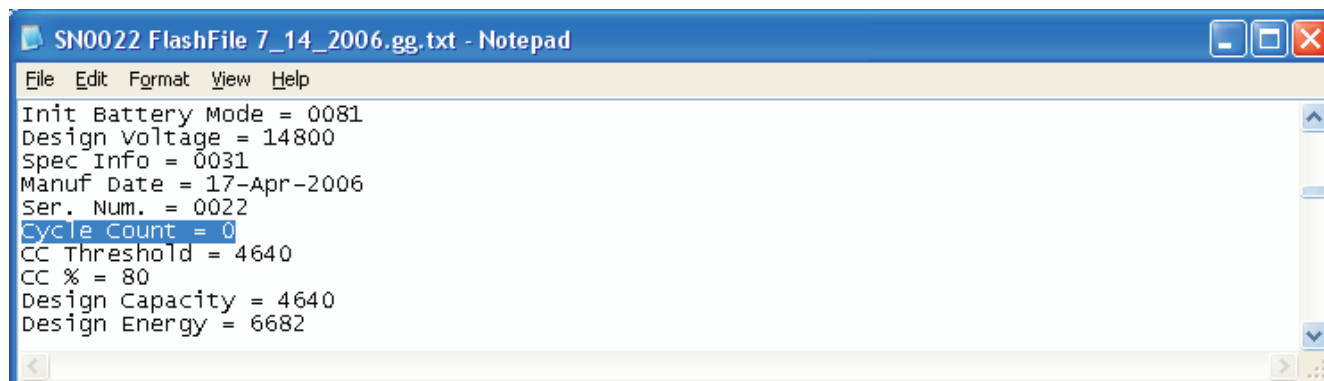 SN0022 FlashFile 7_14_2006.gg.txt - Notepad
File Edit Format View Help
Init Battery Mode = 0081
Design Voltage = 14800
Spec Info = 0031
Manuf Date = 17-Apr-2006
Ser. Num. = 0022
Cycle Count = 0
CC Threshold = 4640
CC % = 80
Design Capacity = 4640
Design Energy = 6682